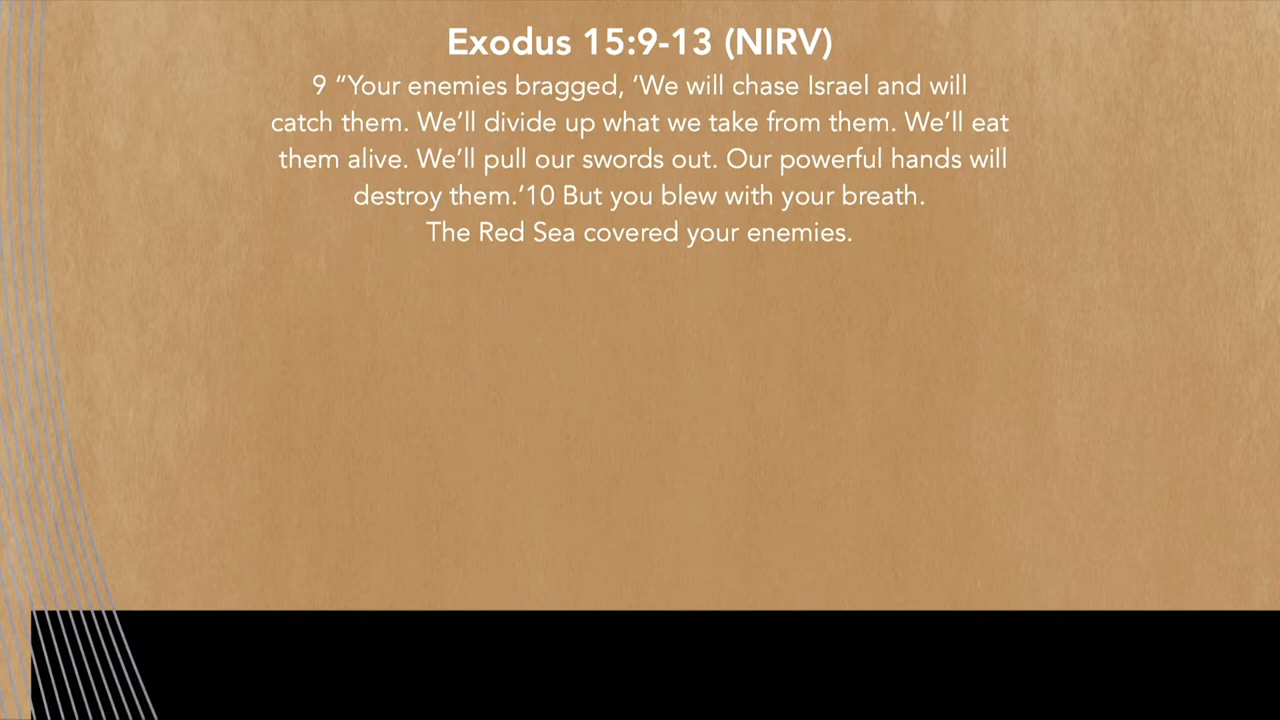 Exodus 15:9-13 (NIRV)
9 “Your enemies bragged, ‘We will chase Israel and will
catch them. We’ll divide up what we take from them. We’ll eat
them alive. We’ll pull our swords out. Our powerful hands will
destroy them.’10 But you blew with your breath.
The Red Sea covered your enemies.